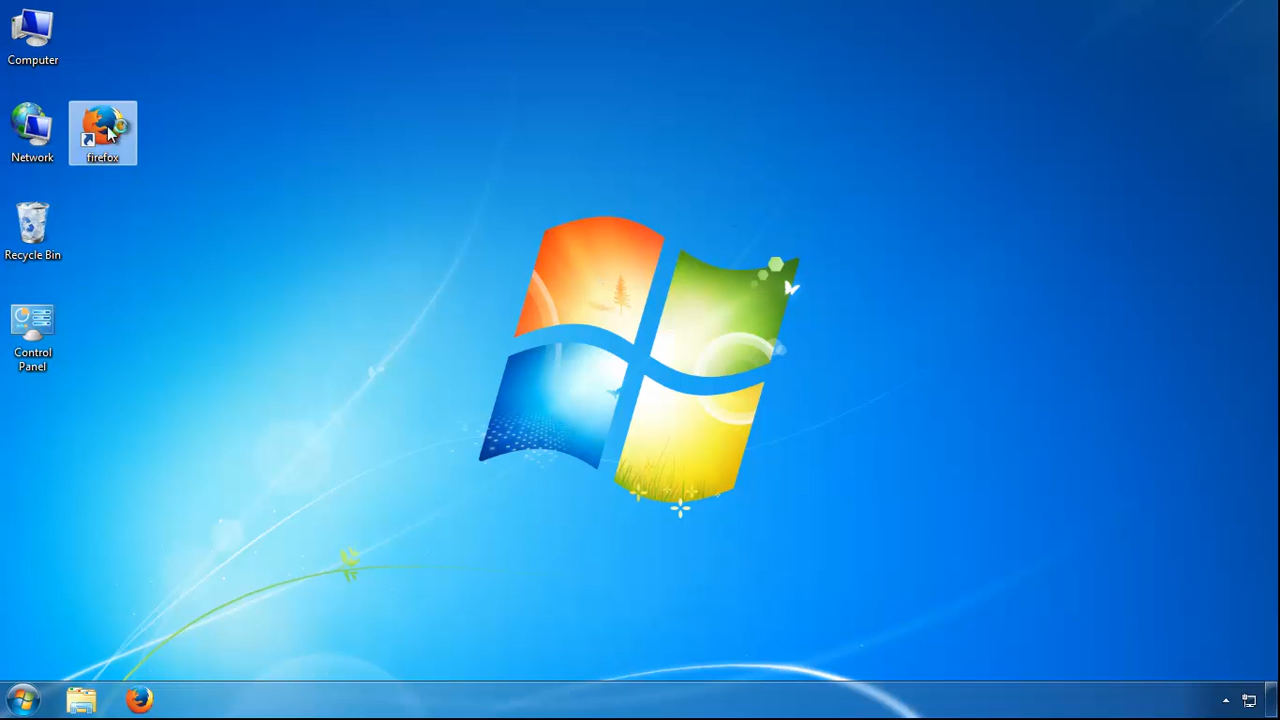 Computer
Network
firefox
Recycle Bin
Control
Panel